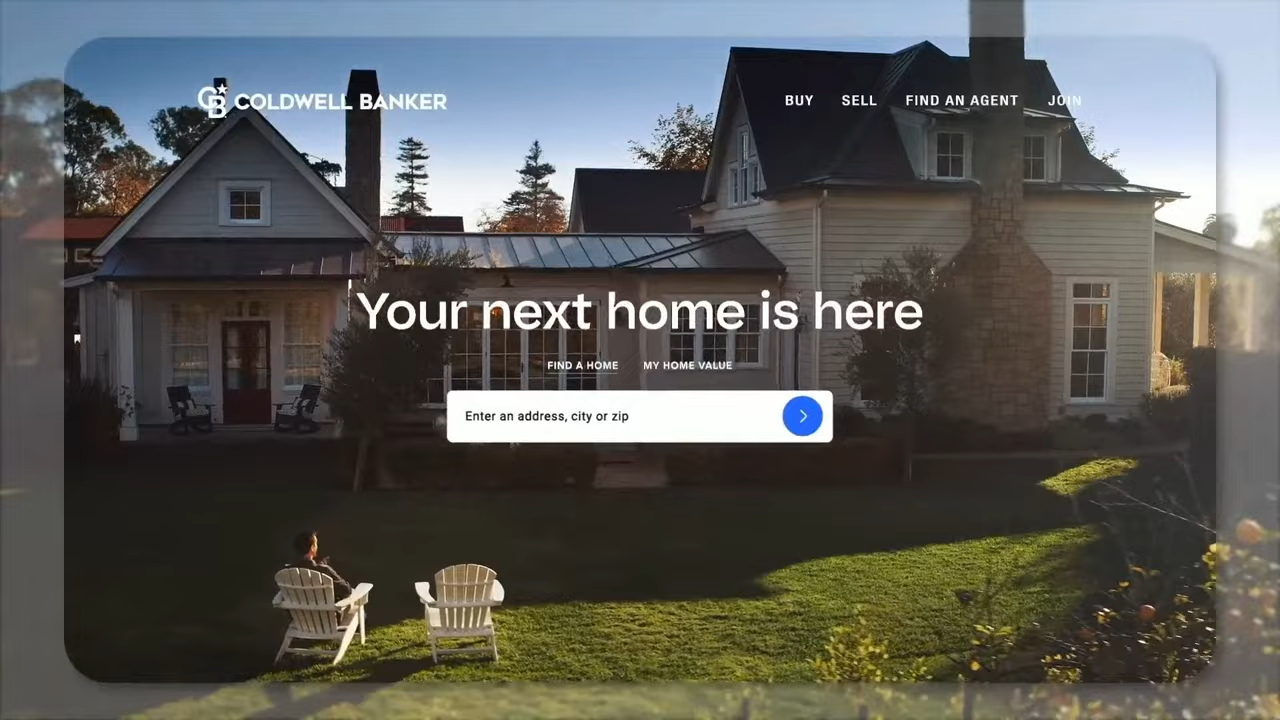 CB COLDWELL BANKER
BUY SELL FIND AN AGENT JOIN
Your next home is here
FIND A HOME MY HOME VALUE
Enter an address, city or zip